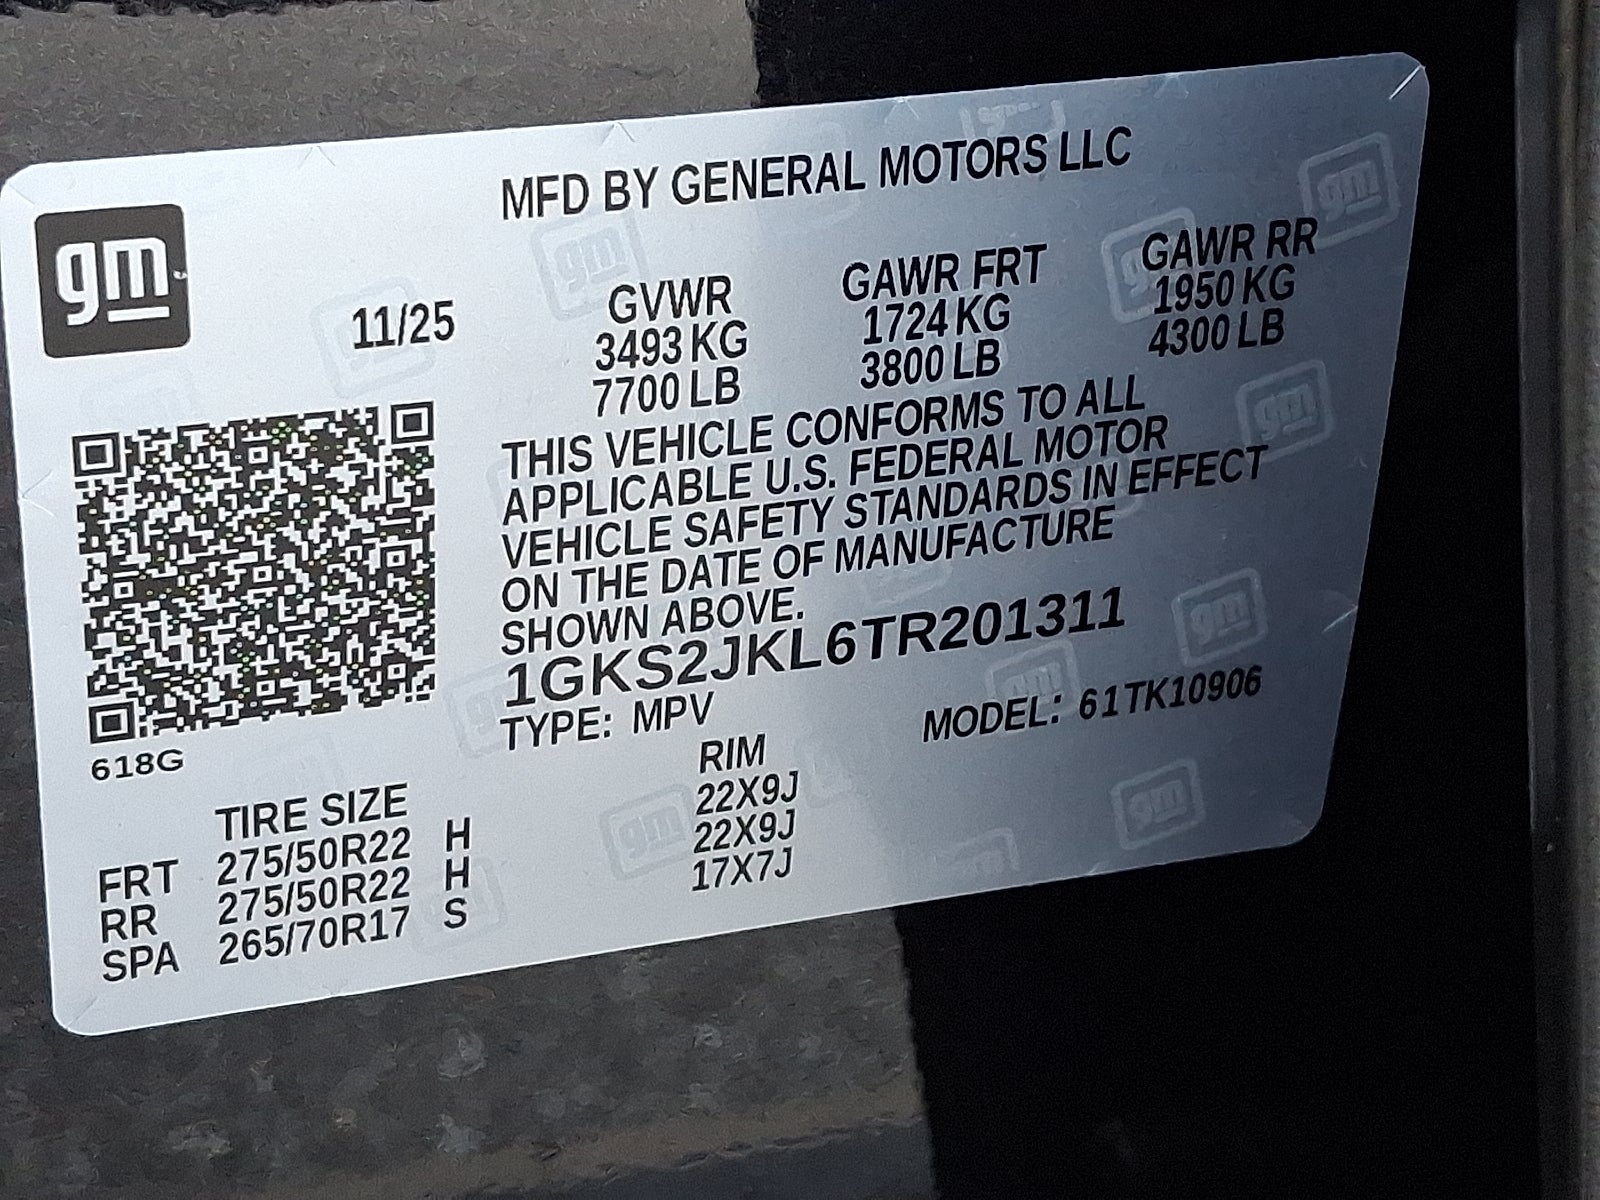 MFD BY GENERAL MOTORS LLC
gm
11/25
GVWR GAWR FRT GAWR RR
3493 KG 1724 KG 1950 KG
7700 LB 3800 LB 4300 LB
THIS VEHICLE CONFORMS TO ALL
APPLICABLE U.S. FEDERAL MOTOR
VEHICLE SAFETY STANDARDS IN EFFECT
ON THE DATE OF MANUFACTURE
SHOWN ABOVE.
1GKS2JKL6TR201311
TYPE: MPV MODEL: 61TK10906
618G
TIRE SIZE RIM
FRT 275/50R22 H 22X9J
RR 275/50R22 H 22X9J
SPA 265/70R17 S 17X7J